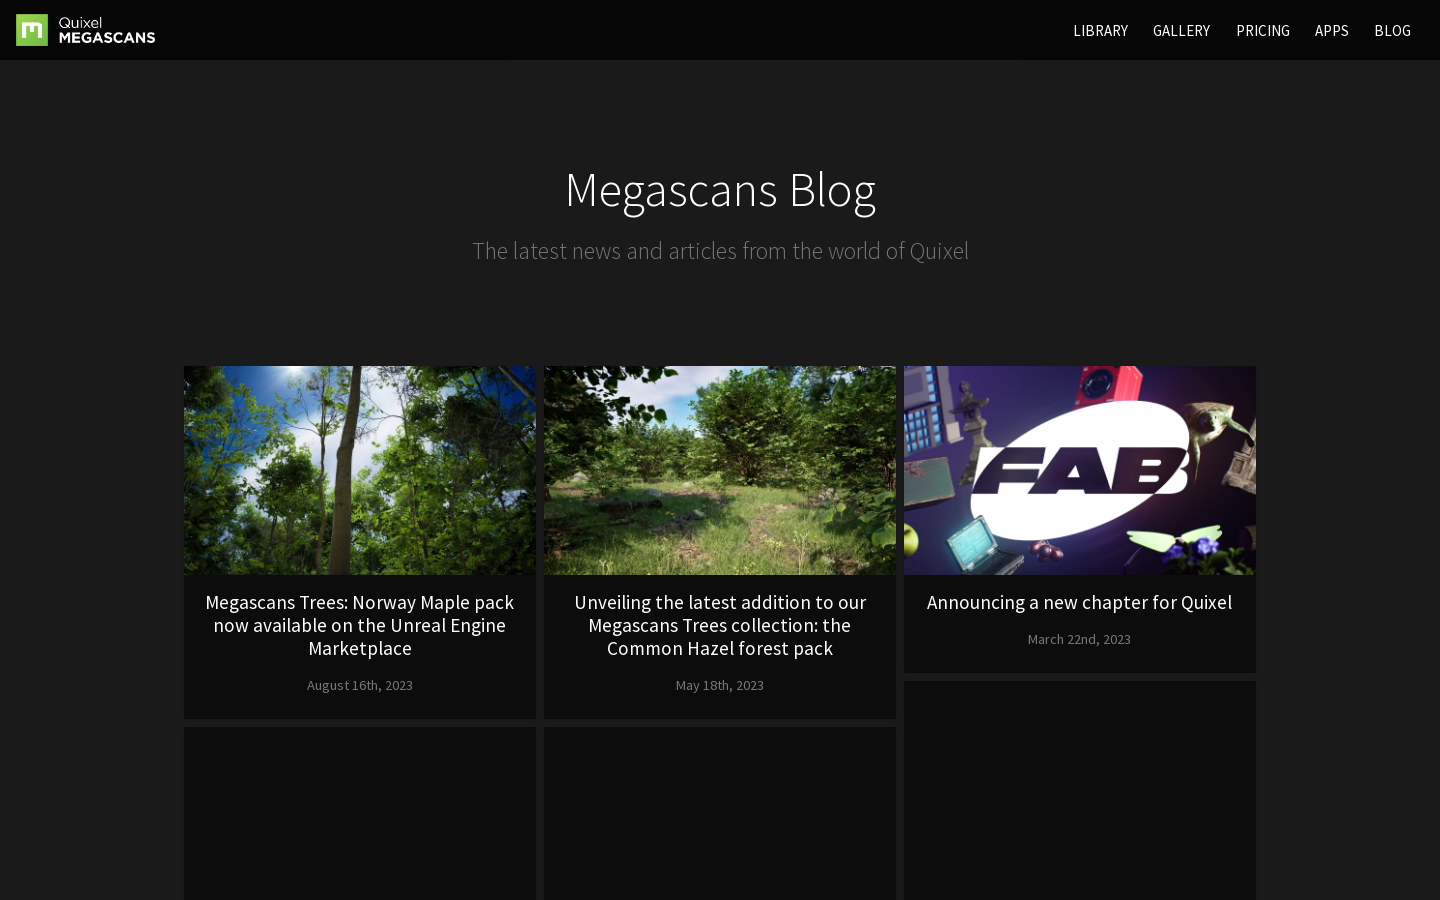 Quixel
MEGASCANS
LIBRARY GALLERY PRICING APPS BLOG
Megascans Blog
The latest news and articles from the world of Quixel
Megascans Trees: Norway Maple pack
now available on the Unreal Engine
Marketplace
August 16th, 2023
Unveiling the latest addition to our
Megascans Trees collection: the
Common Hazel forest pack
May 18th, 2023
FAB
Announcing a new chapter for Quixel
March 22nd, 2023